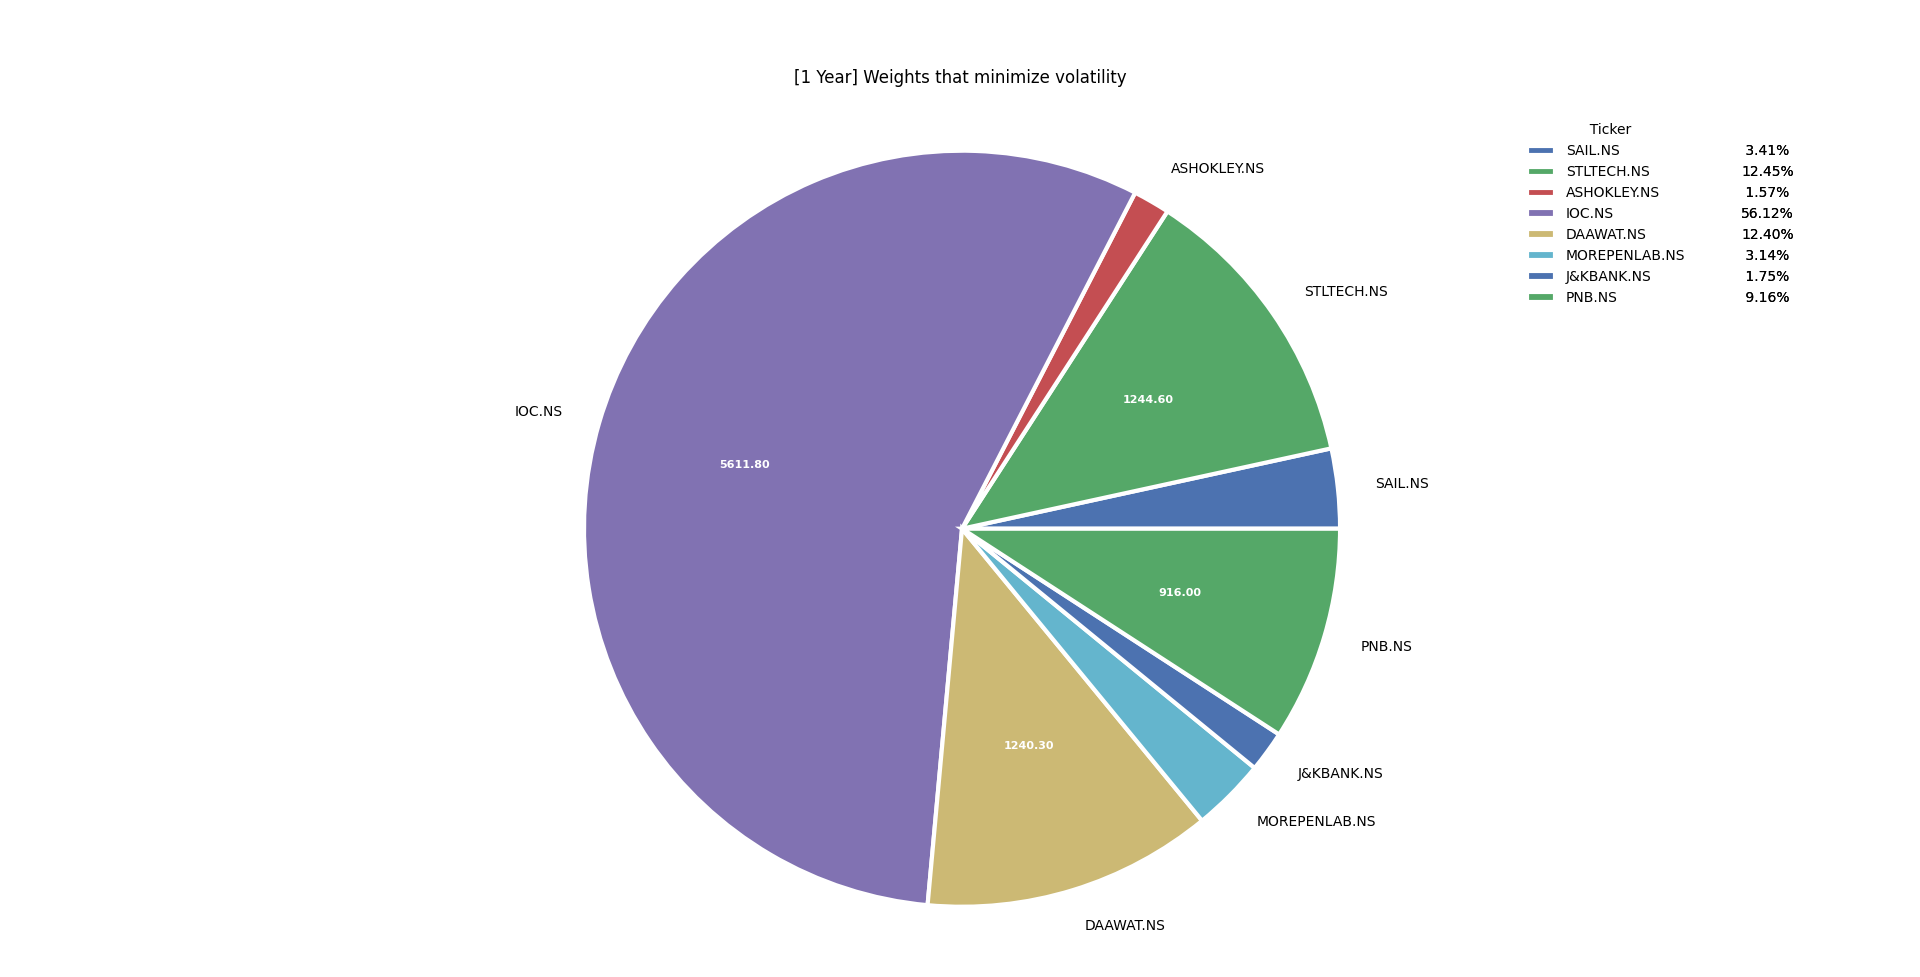 [1 Year] Weights that minimize volatility
Ticker
SAIL.NS 3.41%
STLTECH.NS 12.45%
ASHOKLEY.NS 1.57%
IOC.NS 56.12%
DAAWAT.NS 12.40%
MOREPENLAB.NS 3.14%
J&KBANK.NS 1.75%
PNB.NS 9.16%
ASHOKLEY.NS
STLTECH.NS
1244.60
IOC.NS
5611.80
SAIL.NS
916.00
PNB.NS
1240.30
J&KBANK.NS
MOREPENLAB.NS
DAAWAT.NS